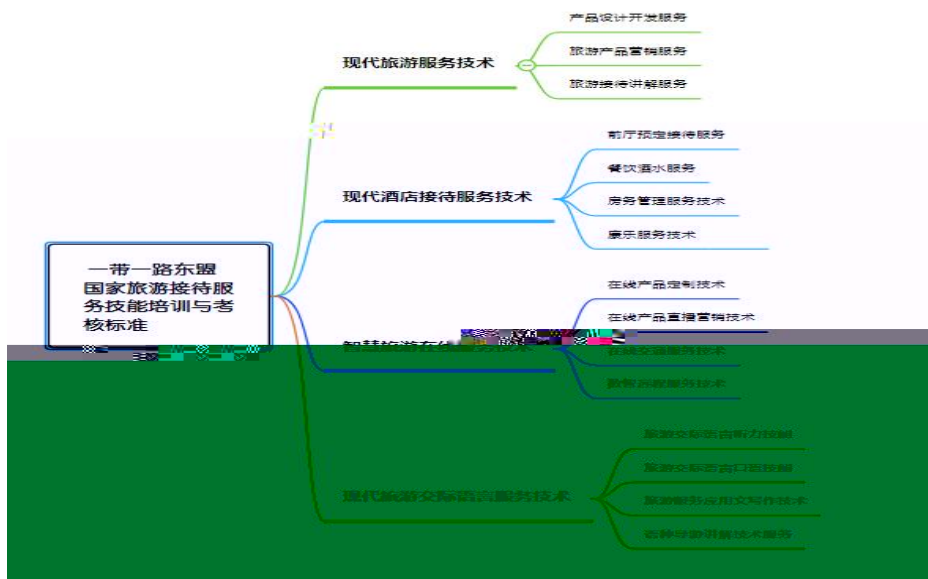 产品设计开发服务
现代旅游服务技术
旅游产品营销服务
旅游接待讲解服务
前厅预定接待服务
餐饮酒水服务
现代酒店接待服务技术
房务管理服务技术
康乐服务技术
一带一路东盟
国家旅游接待服
务技能培训与考
核标准
在线产品定制技术
在线产品直播营销技术
智慧旅游在线服务技术
在线交易服务技术
旅游交际语言听力技能
旅游交际语言口语技能
现代旅游交际语言服务技术
旅游服务应用文写作技术
各种导游讲解技术服务